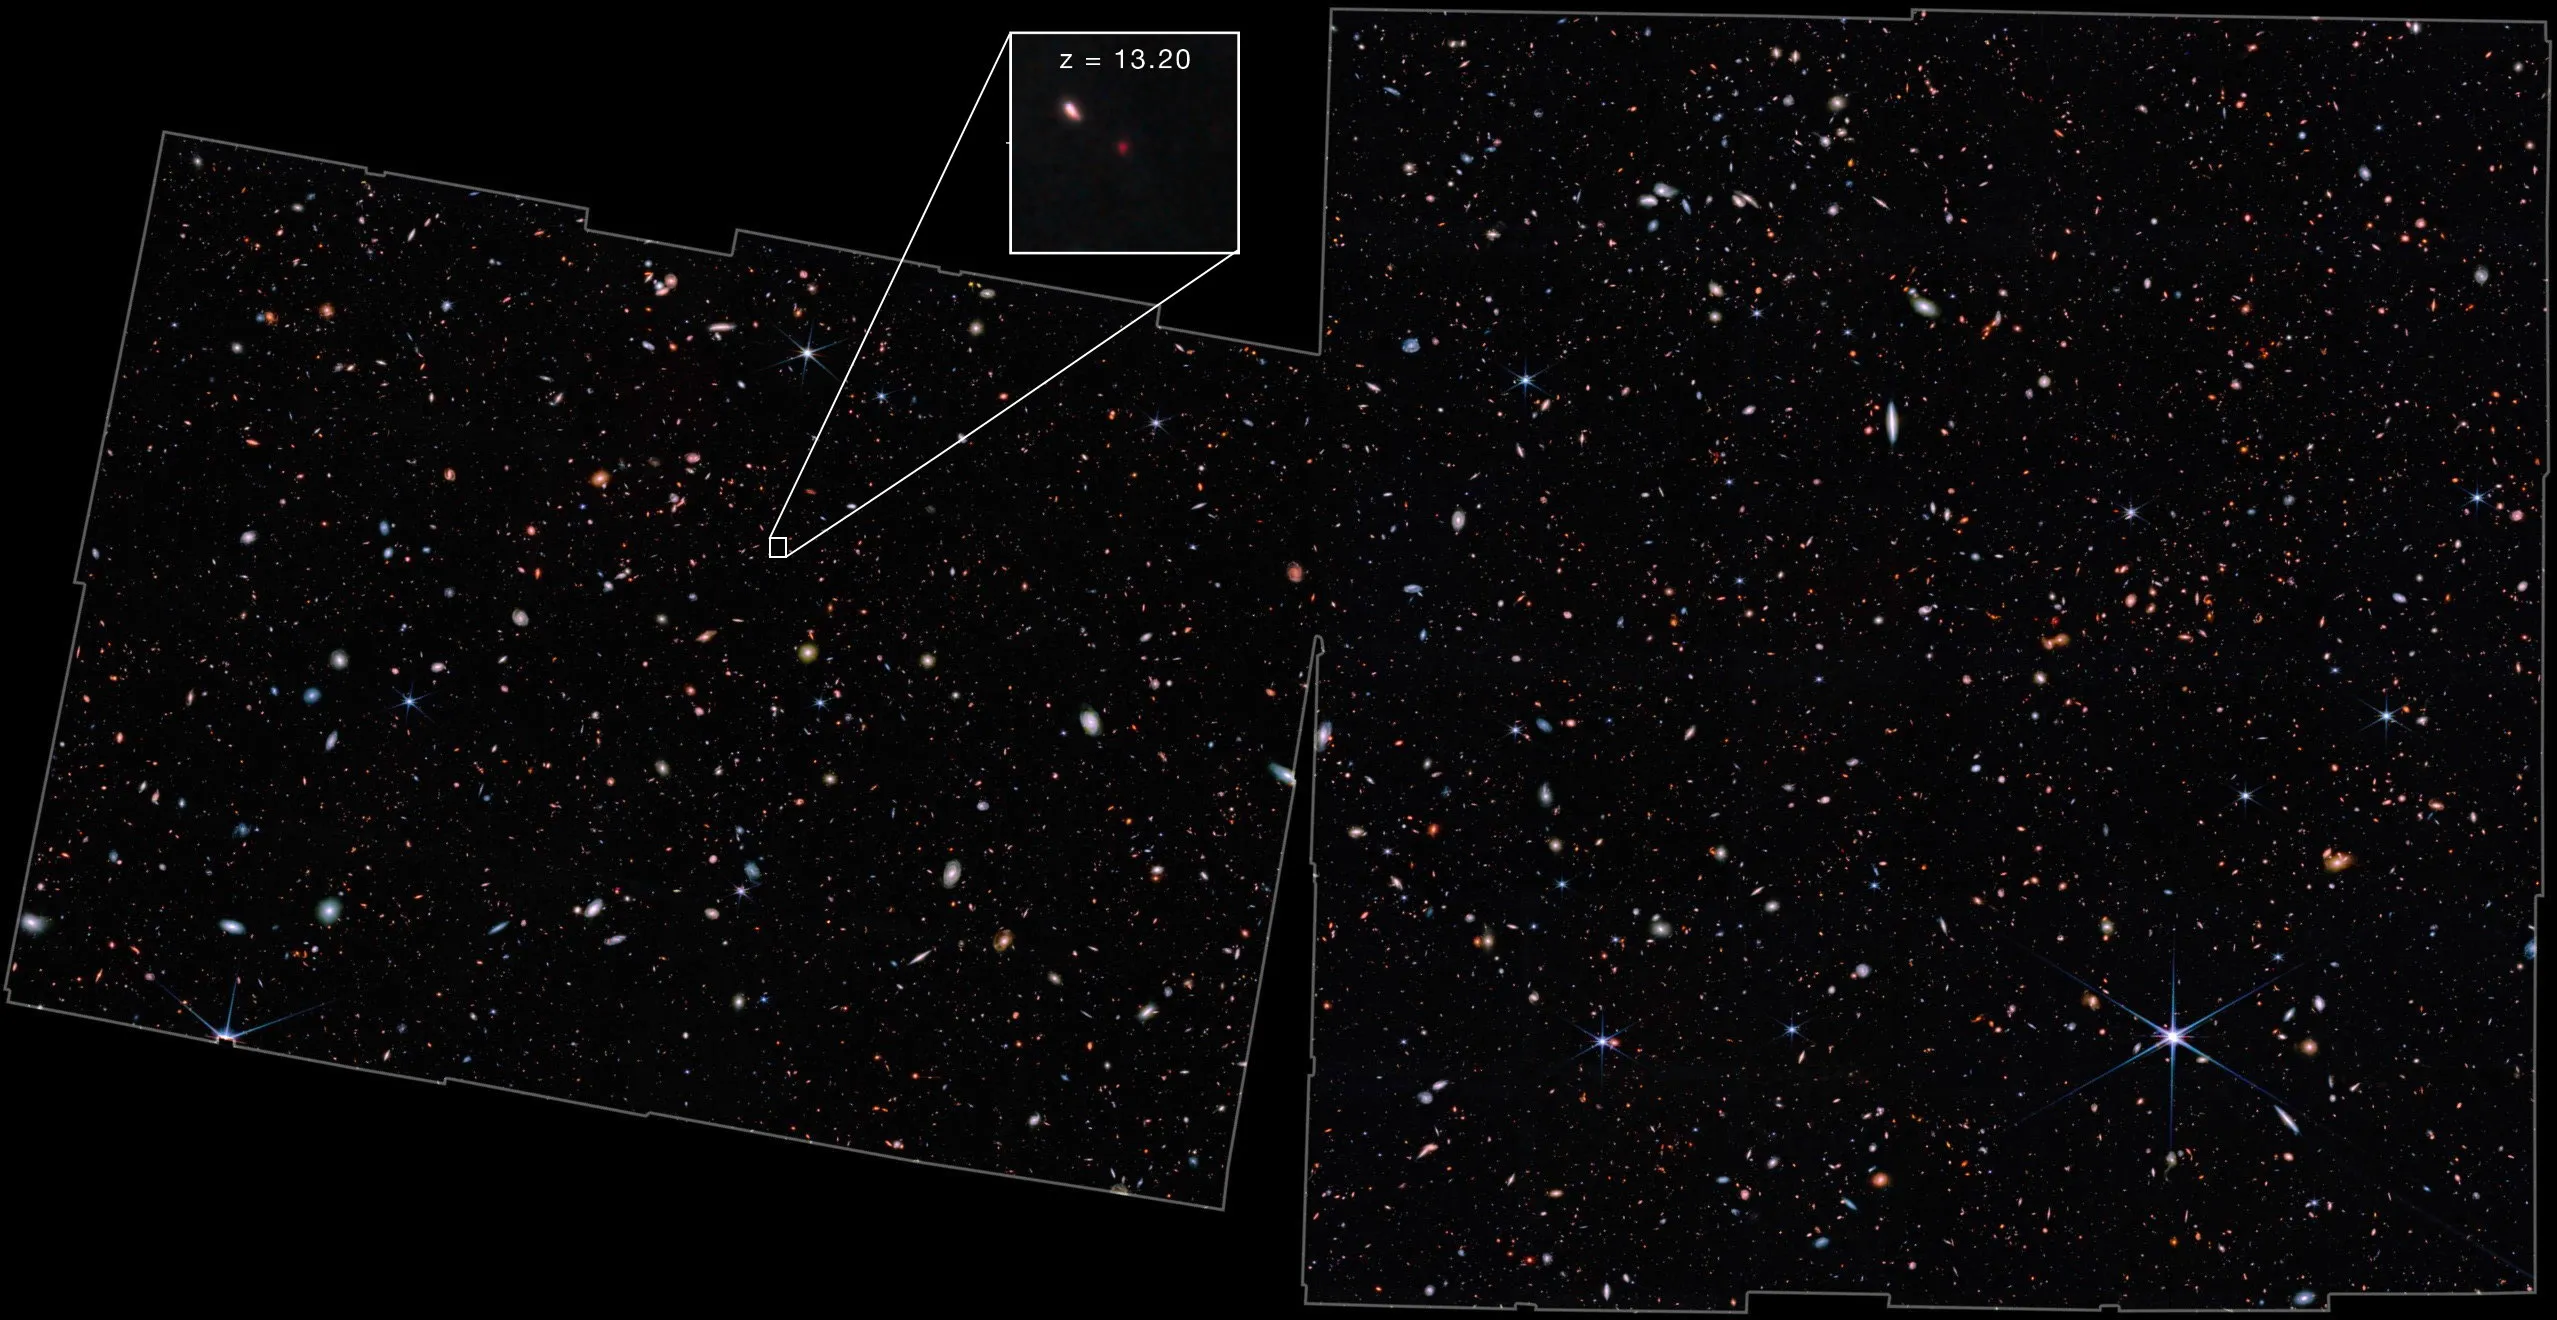 z = 13.20